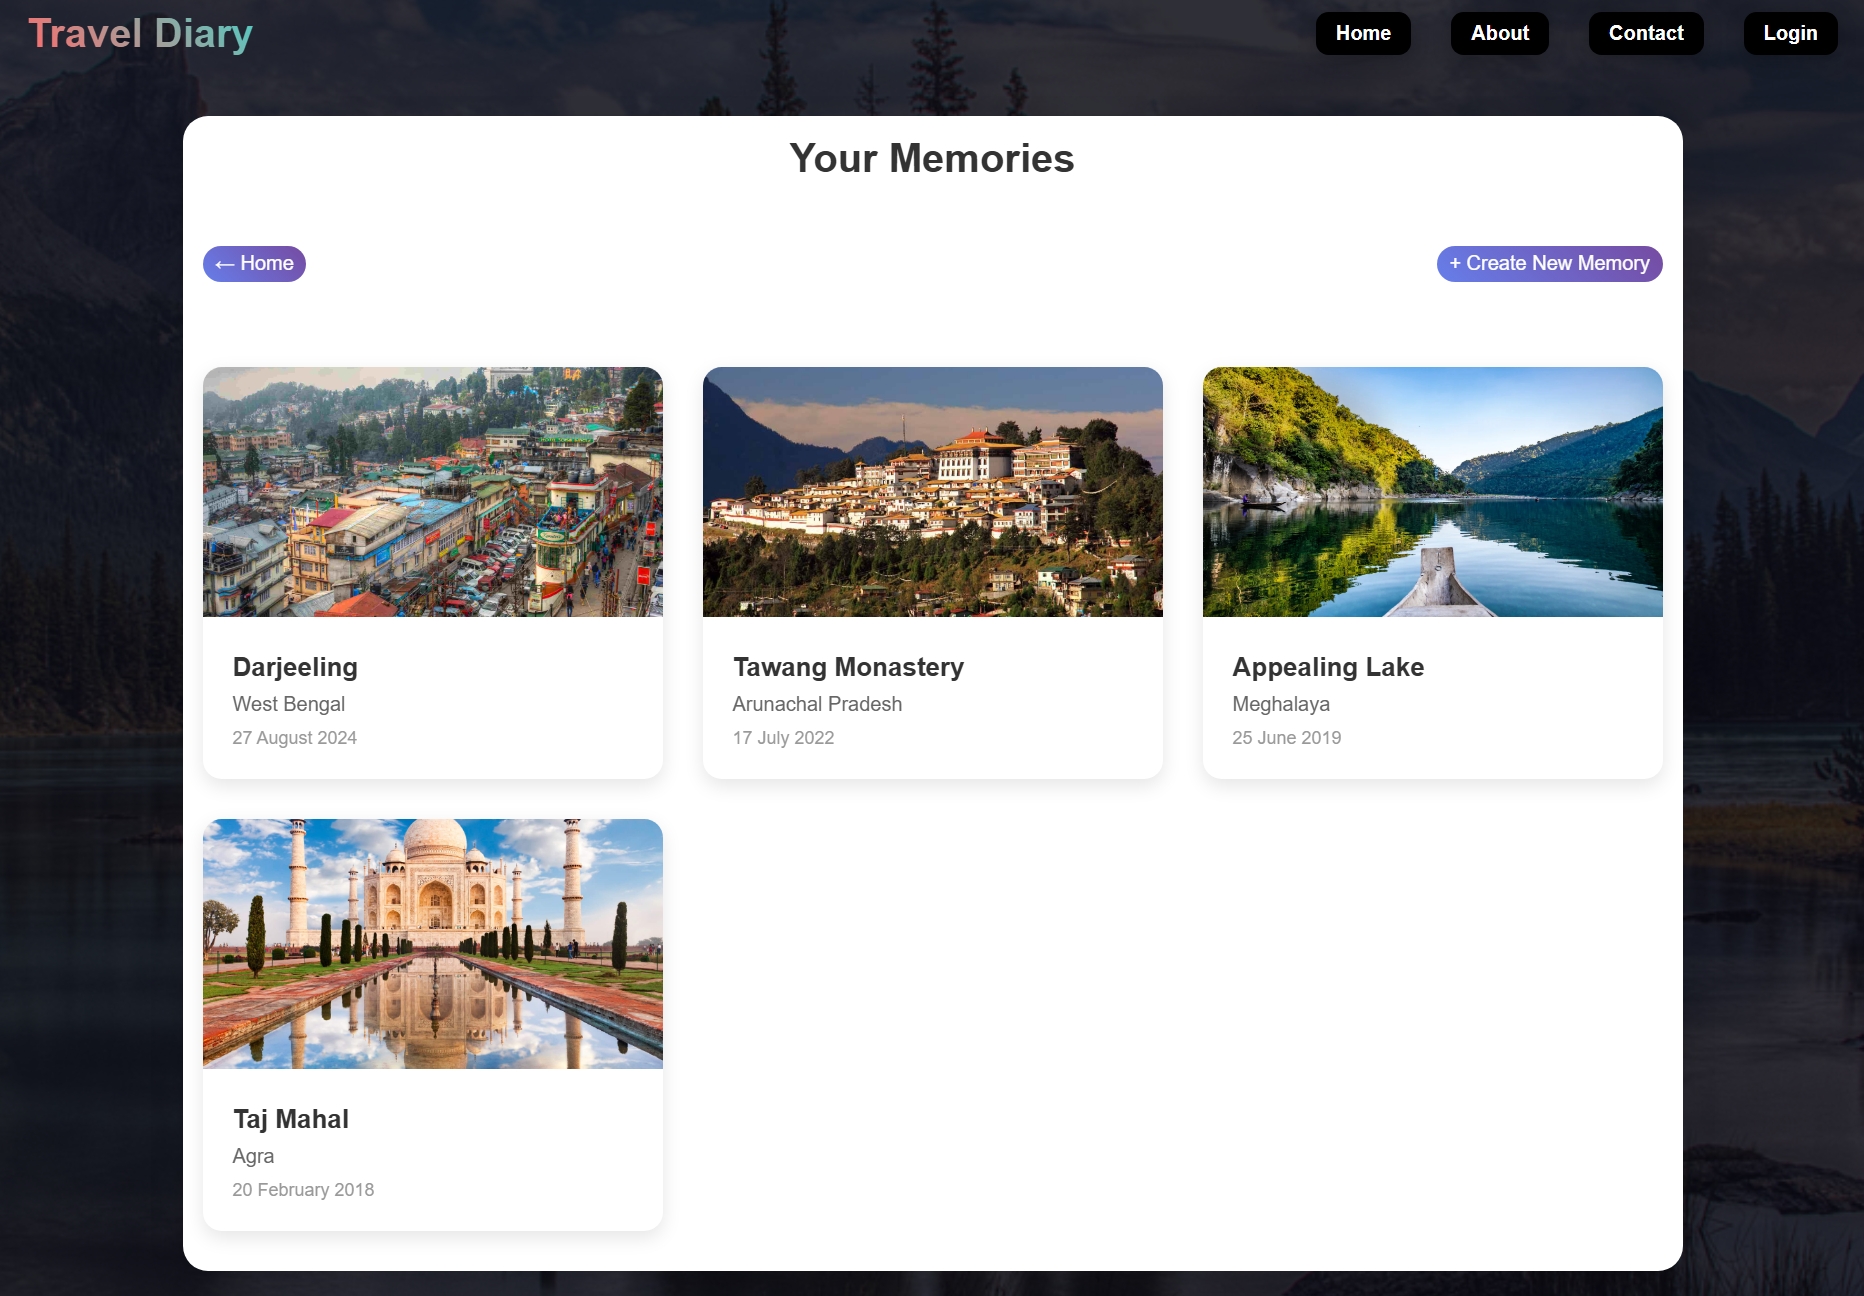 Travel Diary
Home
About
Contact
Login
Your Memories
← Home
+ Create New Memory
Darjeeling
West Bengal
27 August 2024
Tawang Monastery
Arunachal Pradesh
17 July 2022
Appealing Lake
Meghalaya
25 June 2019
Taj Mahal
Agra
20 February 2018